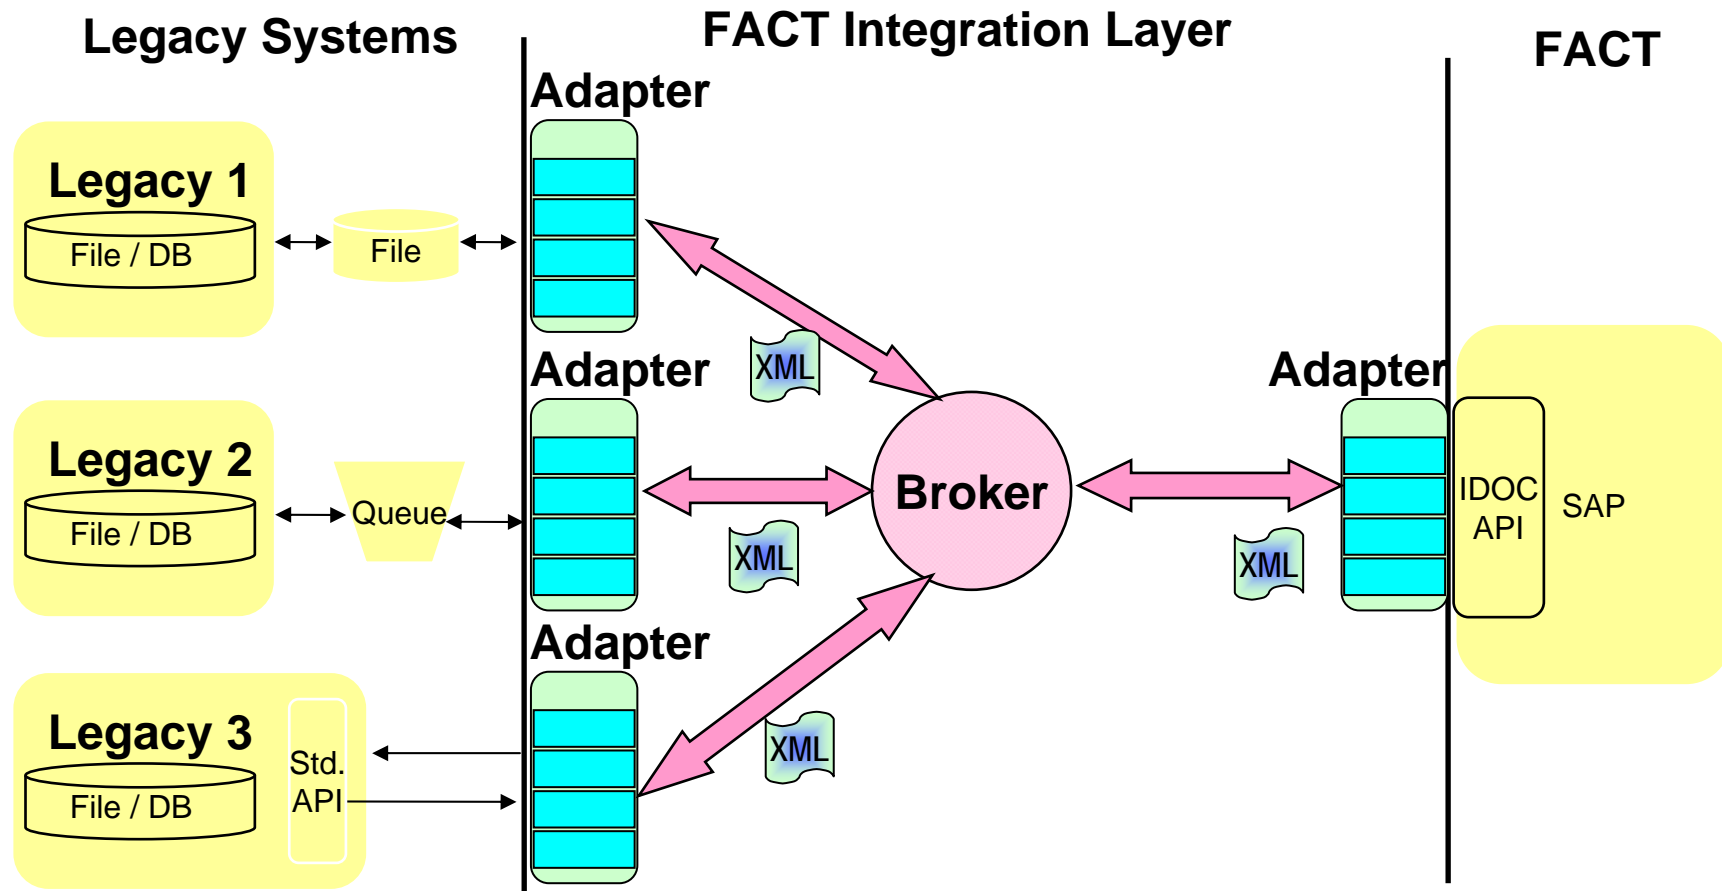 Legacy Systems
FACT Integration Layer
FACT
Adapter
Legacy 1
File / DB
File
XML
Adapter
Adapter
Legacy 2
File / DB
Queue
XML
Broker
XML
IDOC
API
SAP
Adapter
Legacy 3
File / DB
Std.
API
XML